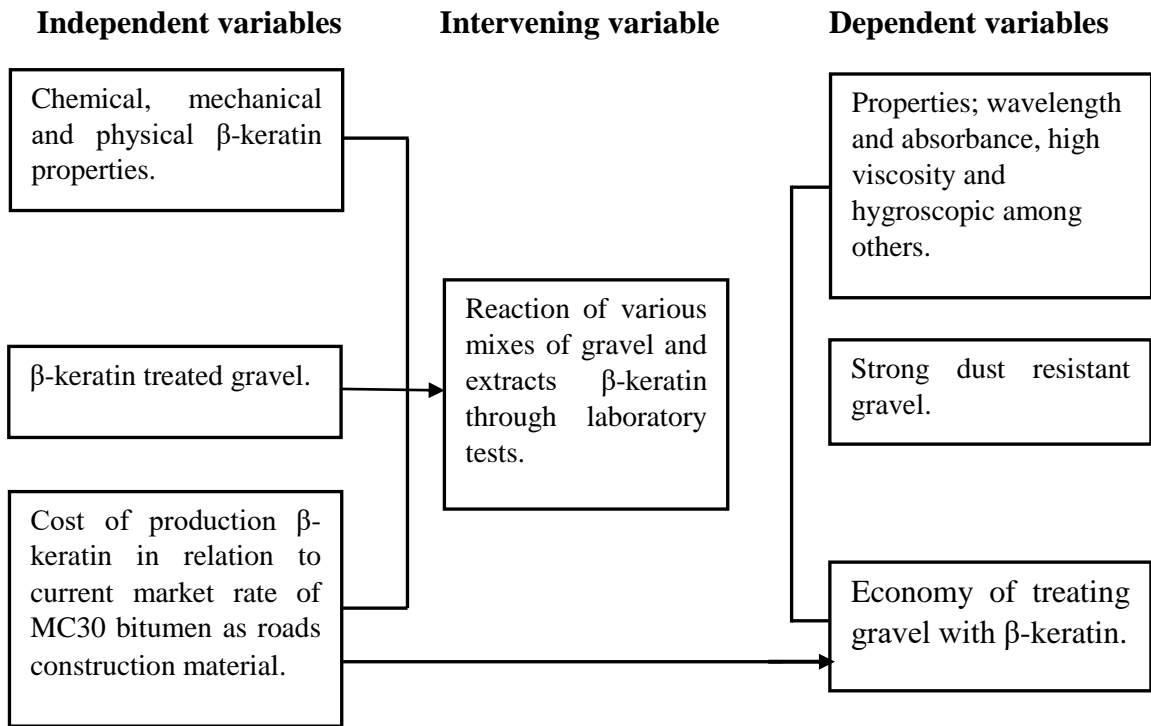 Independent variables
Intervening variable
Dependent variables
Chemical, mechanical
and physical β-keratin
properties.
β-keratin treated gravel.
Cost of production β-
keratin in relation to
current market rate of
MC30 bitumen as roads
construction material.
Reaction of various
mixes of gravel and
extracts β-keratin
through laboratory
tests.
Properties; wavelength
and absorbance, high
viscosity and
hygroscopic among
others.
Strong dust resistant
gravel.
Economy of treating
gravel with β-keratin.